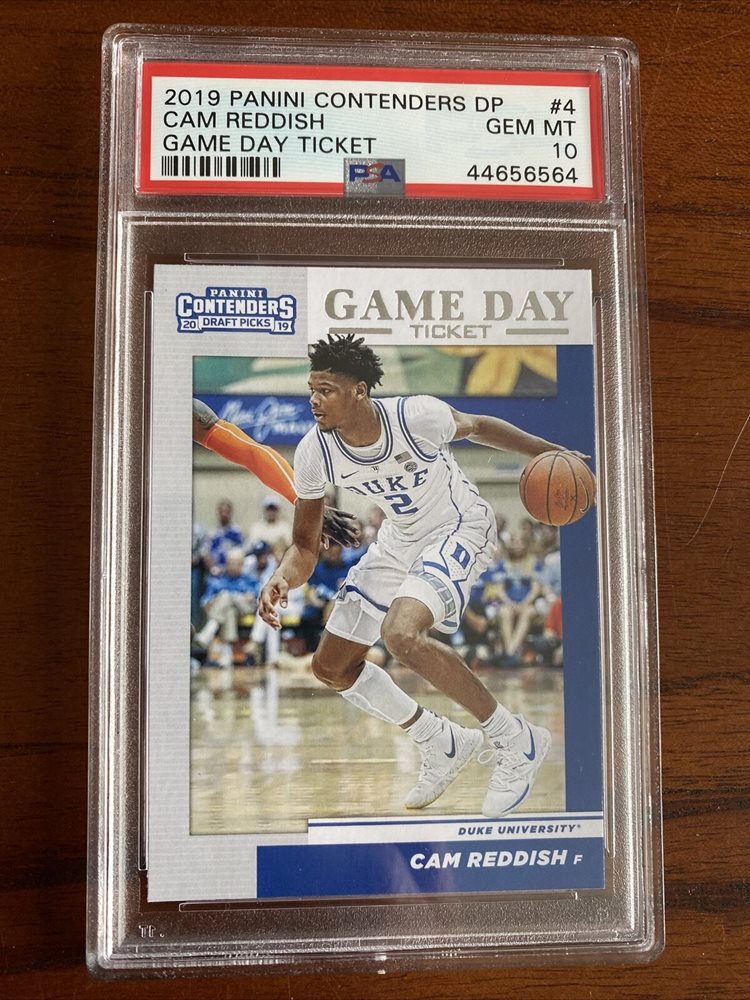 2019 PANINI CONTENDERS DP #4
CAM REDDISH GEM MT
GAME DAY TICKET 10
PSA 44656564
PANINI
CONTENDERS
20 DRAFT PICKS 19
GAME DAY
TICKET
DUKE
2
D
DUKE UNIVERSITY
CAM REDDISH F